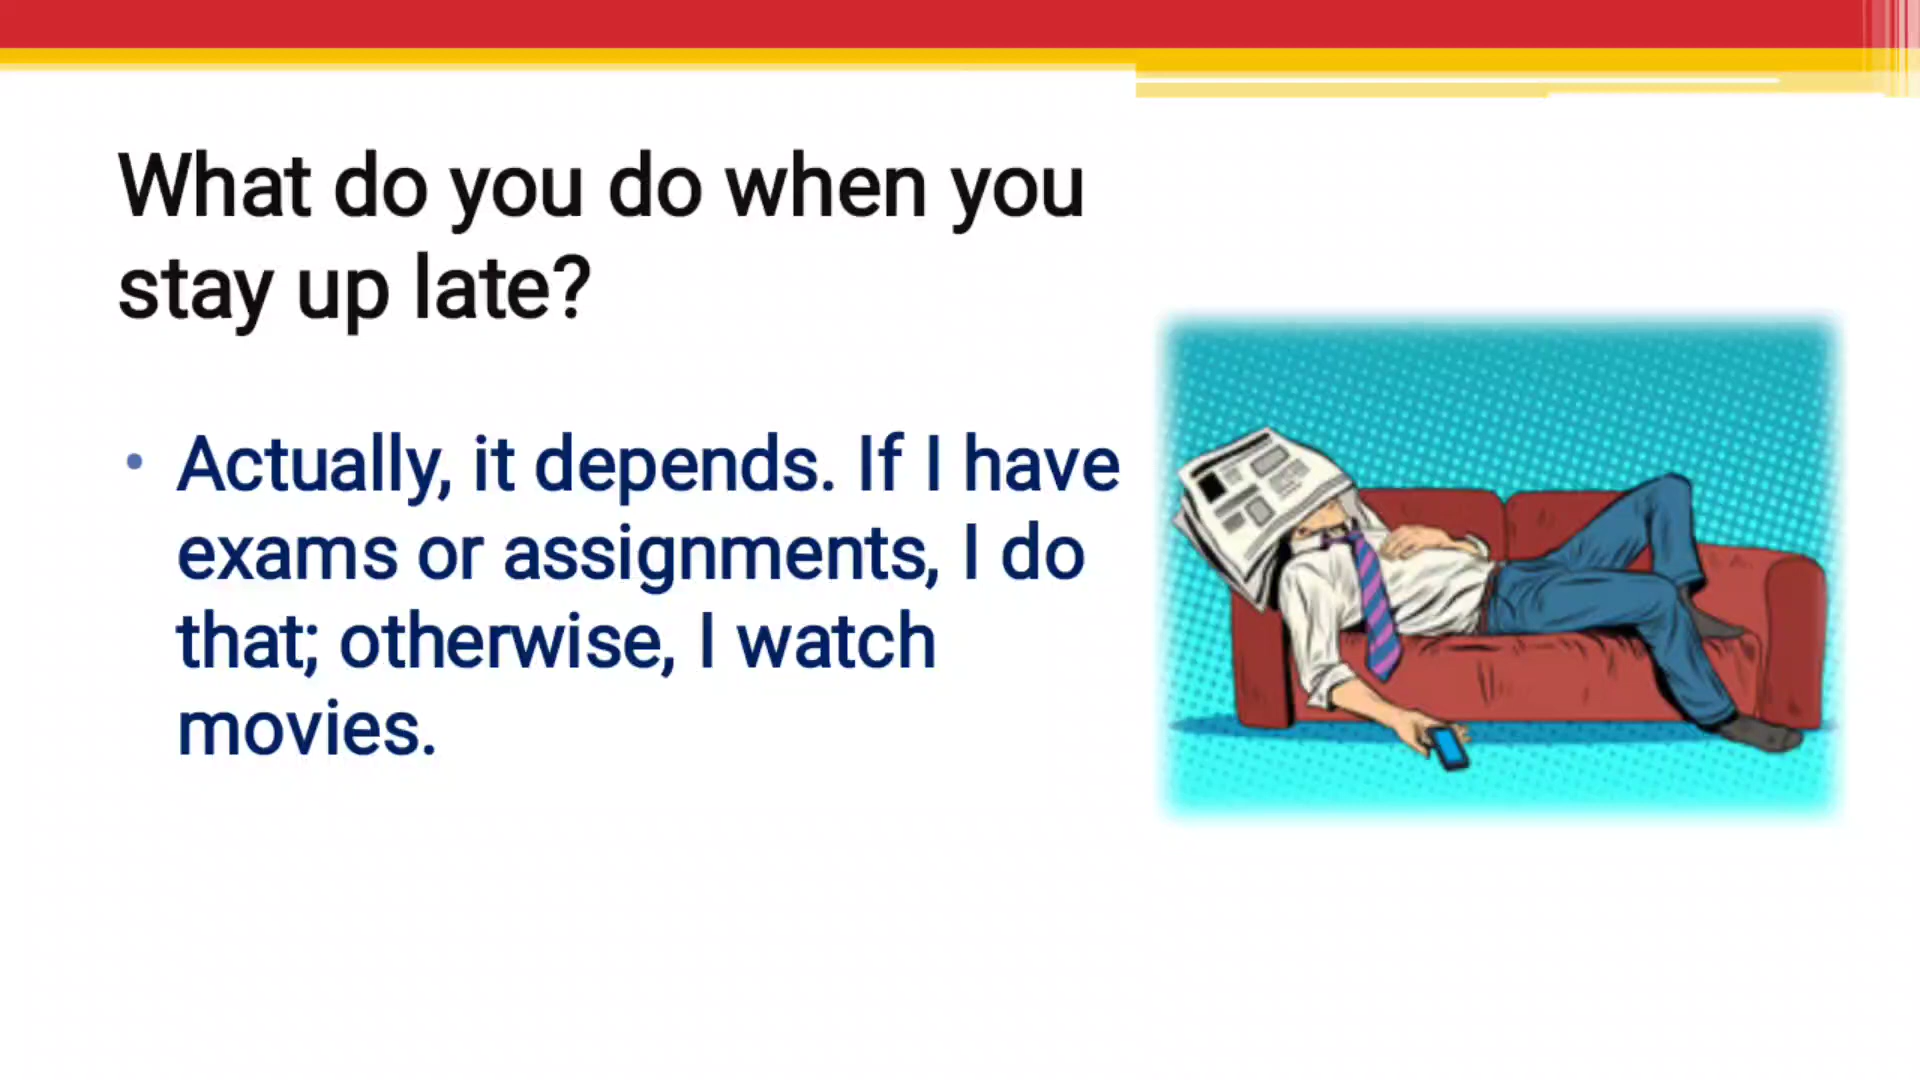 What do you do when you
stay up late?
• Actually, it depends. If I have
exams or assignments, I do
that; otherwise, I watch
movies.